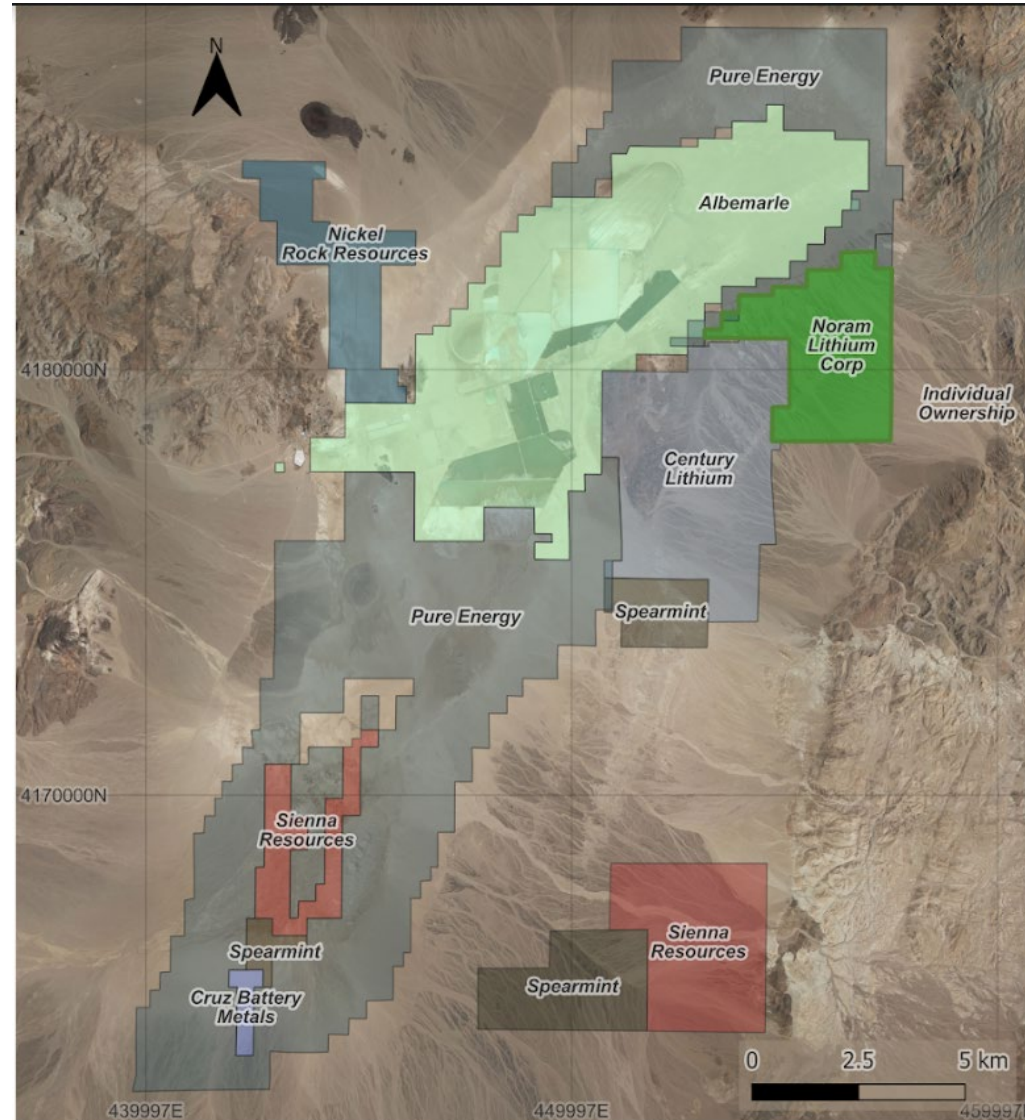 N
Pure Energy
Albemarle
Nickel
Rock Resources
Noram
Lithium
Corp
4180000N
Individual
Ownership
Century
Lithium
Spearmint
Pure Energy
4170000N
Sienna
Resources
Sienna
Resources
Spearmint
Spearmint
Cruz Battery
Metals
0 2.5 5 km
439997E
449997E
459997E